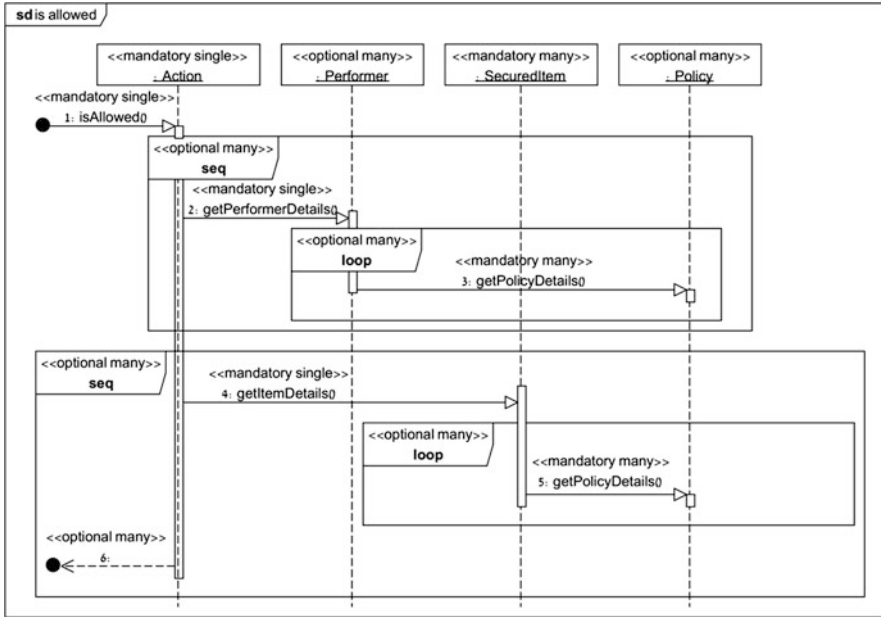 sd is allowed
<<mandatory single>>
: Action
<<optional many>>
: Performer
<<mandatory many>>
: SecuredItem
<<optional many>>
: Policy
<<mandatory single>>
1: isAllowed()
<<optional many>>
seq
<<mandatory single>>
2: getPerformerDetails()
<<optional many>>
loop
<<mandatory many>>
3: getPolicyDetails()
<<optional many>>
seq
<<mandatory single>>
4: getItemDetails()
<<optional many>>
loop
<<mandatory many>>
5: getPolicyDetails()
<<optional many>>
6: